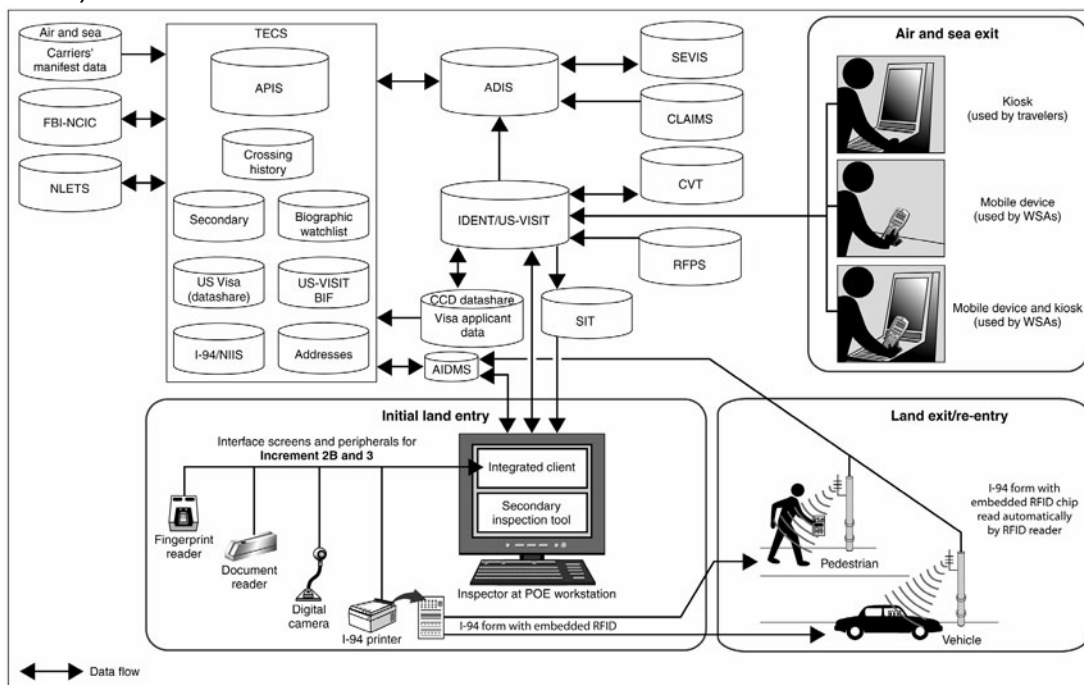 Air and sea
Carriers'
manifest data
FBI-NCIC
NLETS
TECS
APIS
Crossing
history
Secondary
Biographic
watchlist
US Visa
(datashare)
US-VISIT
BIF
I-94/NIIS
Addresses
ADIS
IDENT/US-VISIT
CCD datashare
Visa applicant
data
AIDMS
SIT
SEVIS
CLAIMS
CVT
RFPS
Air and sea exit
Kiosk
(used by travelers)
Mobile device
(used by WSAs)
Mobile device and kiosk
(used by WSAs)
Initial land entry
Interface screens and peripherals for
Increment 2B and 3
Integrated client
Secondary
inspection tool
Fingerprint
reader
Document
reader
Digital
camera
I-94 printer
Inspector at POE workstation
I-94 form with embedded RFID
Land exit/re-entry
I-94 form with
embedded RFID chip
read automatically
by RFID reader
Pedestrian
Vehicle
Data flow